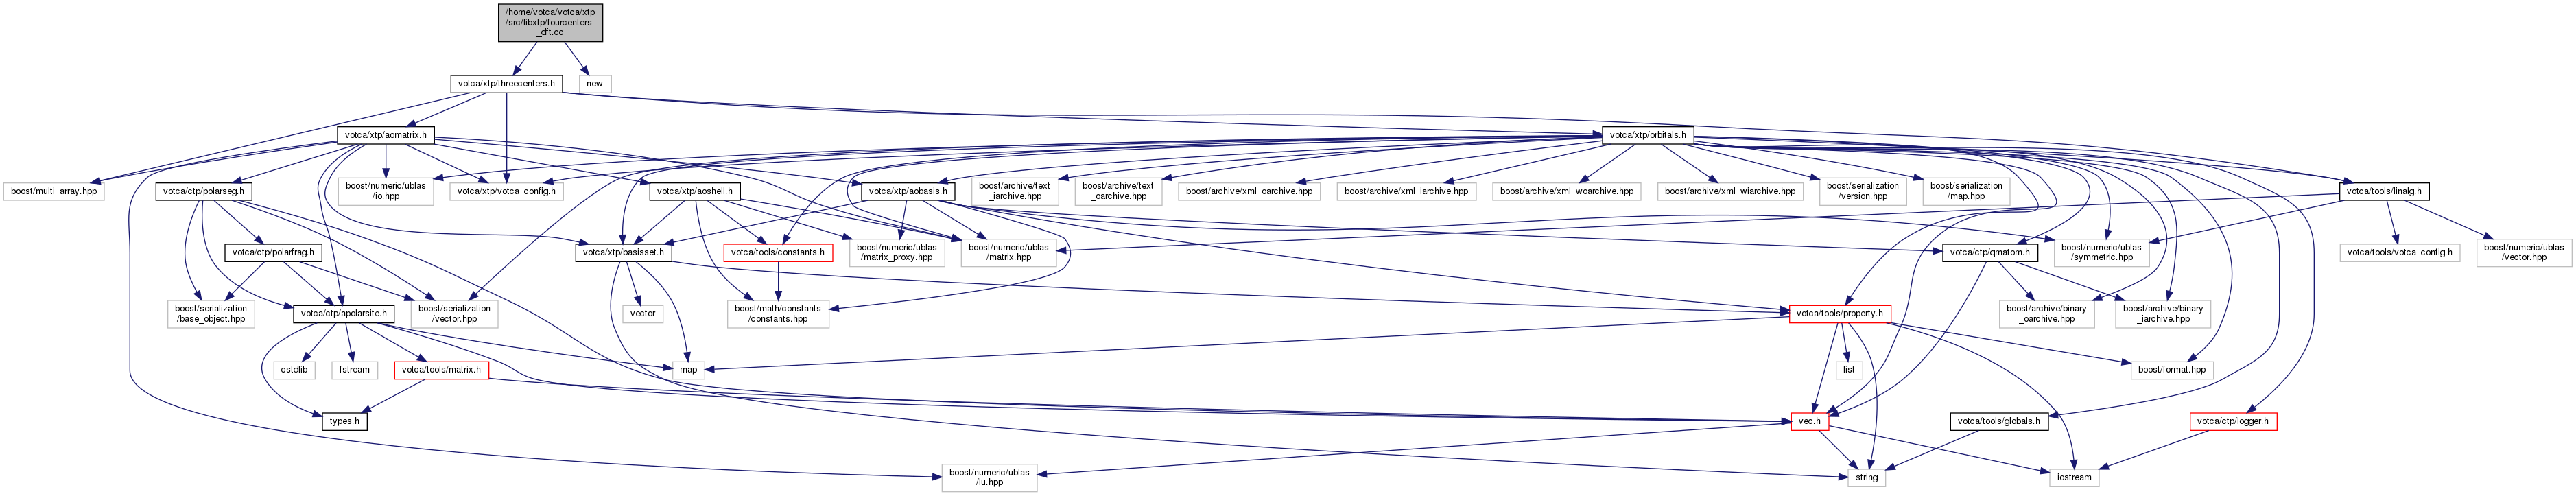 /home/votca/votca/xtp
/src/libxtp/fourcenters
_dft.cc
votca/xtp/threecenters.h
new
votca/xtp/aomatrix.h
votca/xtp/orbitals.h
boost/multi_array.hpp
votca/ctp/polarseg.h
boost/numeric/ublas
/io.hpp
votca/xtp/votca_config.h
votca/xtp/aoshell.h
votca/xtp/aobasis.h
boost/archive/text
_iarchive.hpp
boost/archive/text
_oarchive.hpp
boost/archive/xml_oarchive.hpp
boost/archive/xml_iarchive.hpp
boost/archive/xml_woarchive.hpp
boost/archive/xml_wiarchive.hpp
boost/serialization
/version.hpp
boost/serialization
/map.hpp
votca/tools/linalg.h
votca/ctp/polarfrag.h
votca/xtp/basisset.h
votca/tools/constants.h
boost/numeric/ublas
/matrix_proxy.hpp
boost/numeric/ublas
/matrix.hpp
votca/ctp/qmatom.h
boost/numeric/ublas
/symmetric.hpp
votca/tools/votca_config.h
boost/numeric/ublas
/vector.hpp
boost/serialization
/base_object.hpp
votca/ctp/apolarsite.h
boost/serialization
/vector.hpp
vector
boost/math/constants
/constants.hpp
votca/tools/property.h
boost/archive/binary
_oarchive.hpp
boost/archive/binary
_iarchive.hpp
cstdlib
fstream
votca/tools/matrix.h
map
list
boost/format.hpp
types.h
vec.h
votca/tools/globals.h
votca/ctp/logger.h
boost/numeric/ublas
/lu.hpp
string
iostream